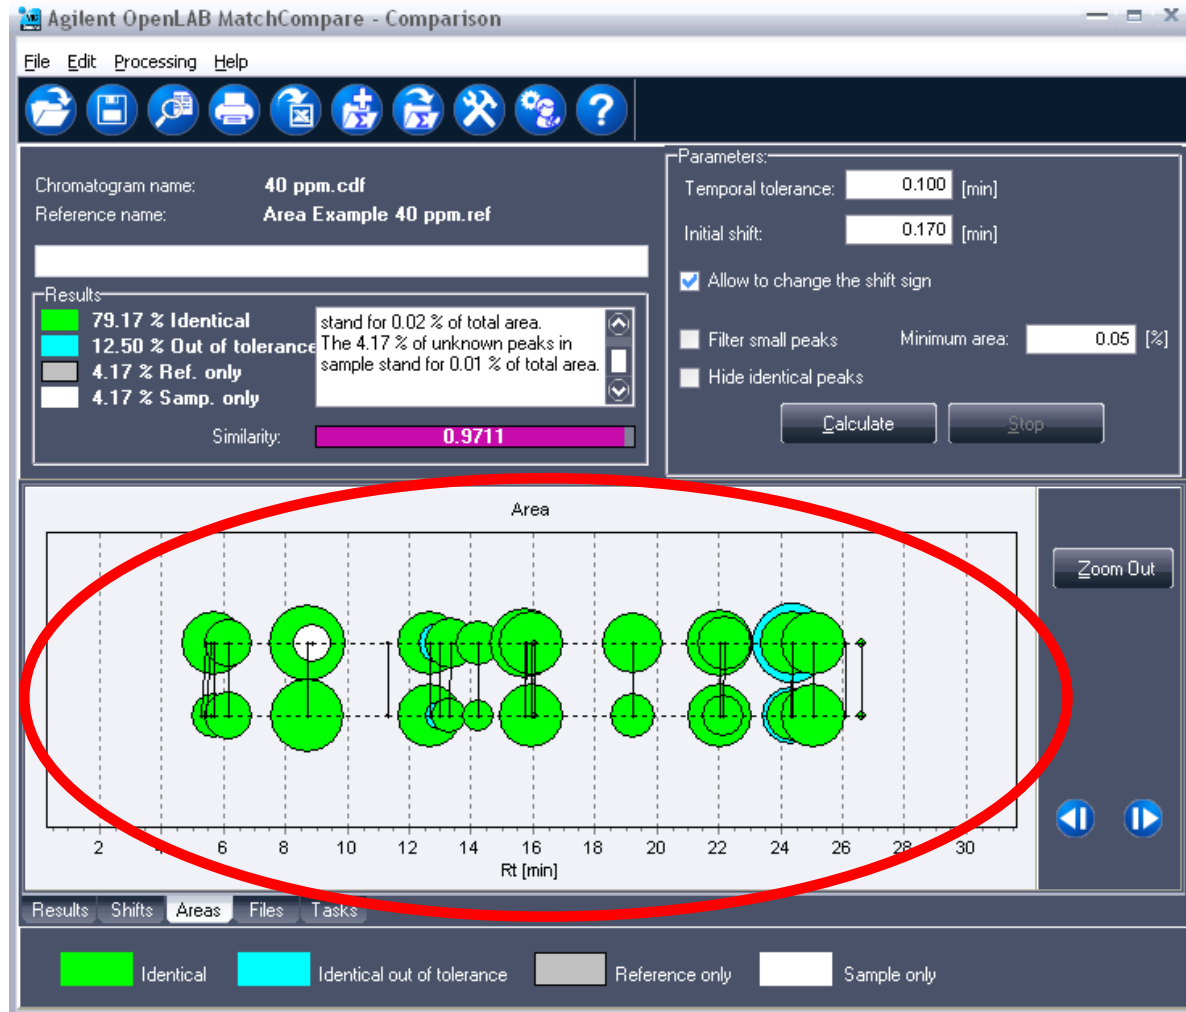 Agilent OpenLAB MatchCompare - Comparison
File Edit Processing Help
Chromatogram name: 40 ppm.cdf
Reference name: Area Example 40 ppm.ref
Results
79.17 % Identical
12.50 % Out of tolerance
4.17 % Ref. only
4.17 % Samp. only
stand for 0.02 % of total area.
The 4.17 % of unknown peaks in
sample stand for 0.01 % of total area.
Similarity: 0.9711
Parameters:
Temporal tolerance: 0.100 [min]
Initial shift: 0.170 [min]
Allow to change the shift sign
Filter small peaks Minimum area: 0.05 [%]
Hide identical peaks
Calculate Stop
Area
Zoom Out
2 4 6 8 10 12 14 16 18 20 22 24 26 28 30
Rt [min]
Results Shifts Areas Files Tasks
Identical Identical out of tolerance Reference only Sample only